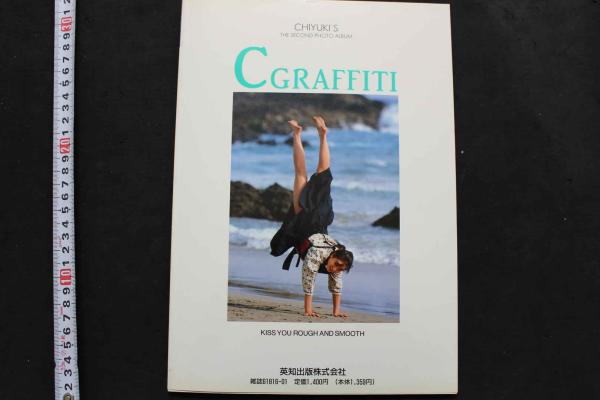 CHIYUKI'S
THE SECOND PHOTO ALBUM
C GRAFFITI
KISS YOU ROUGH AND SMOOTH
英知出版株式会社
雑誌61816-01 定価1,400円 (本体1,359円)